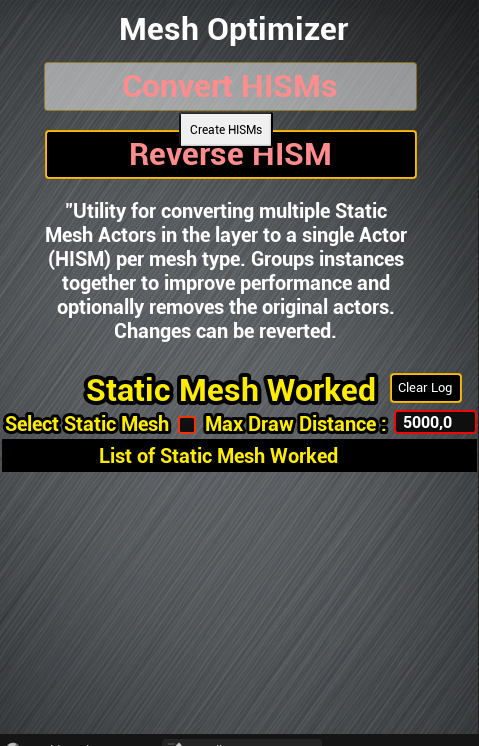 Mesh Optimizer
Convert HISMs
Create HISMs
Reverse HISM
"Utility for converting multiple Static
Mesh Actors in the layer to a single Actor
(HISM) per mesh type. Groups instances
together to improve performance and
optionally removes the original actors.
Changes can be reverted.
Static Mesh Worked
Clear Log
Select Static Mesh
Max Draw Distance :
5000,0
List of Static Mesh Worked